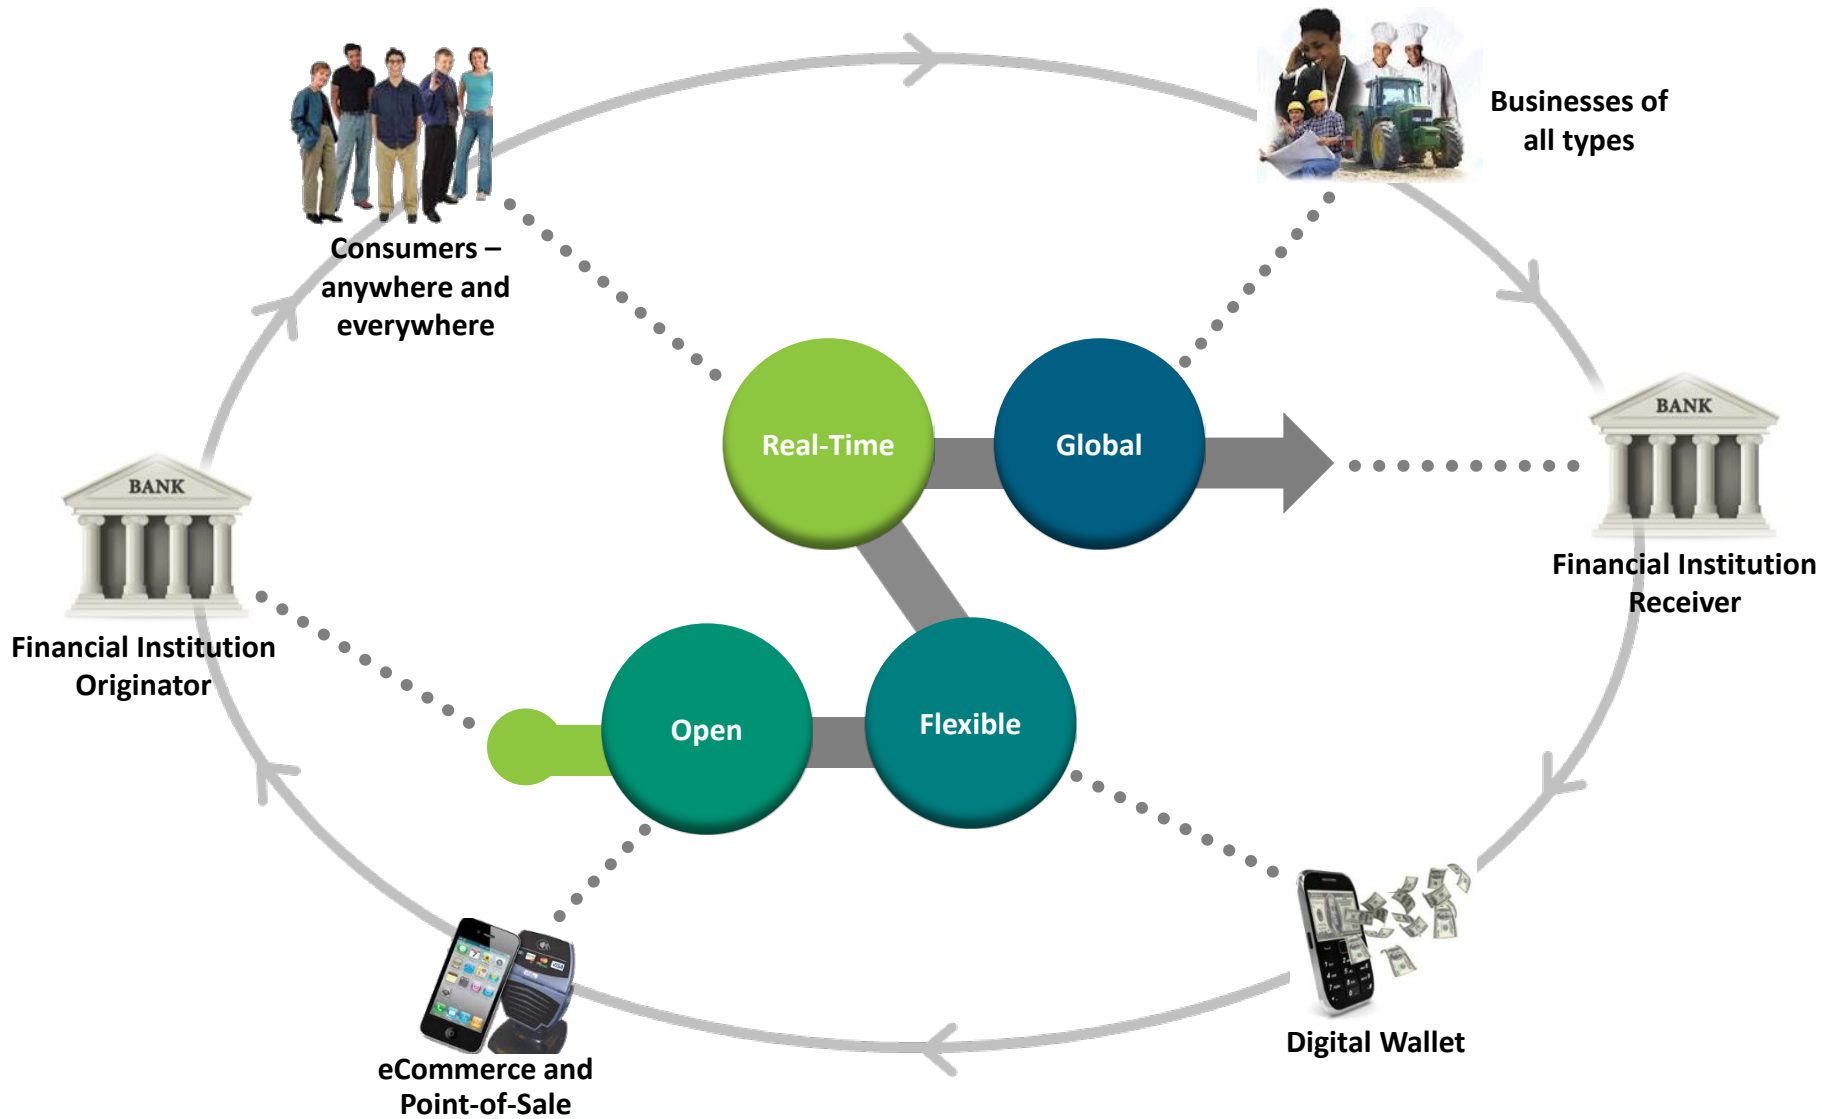 Businesses of
all types
Consumers –
anywhere and
everywhere
BANK
Real-Time
Global
BANK
Financial Institution
Receiver
Financial Institution
Originator
Open
Flexible
Digital Wallet
eCommerce and
Point-of-Sale